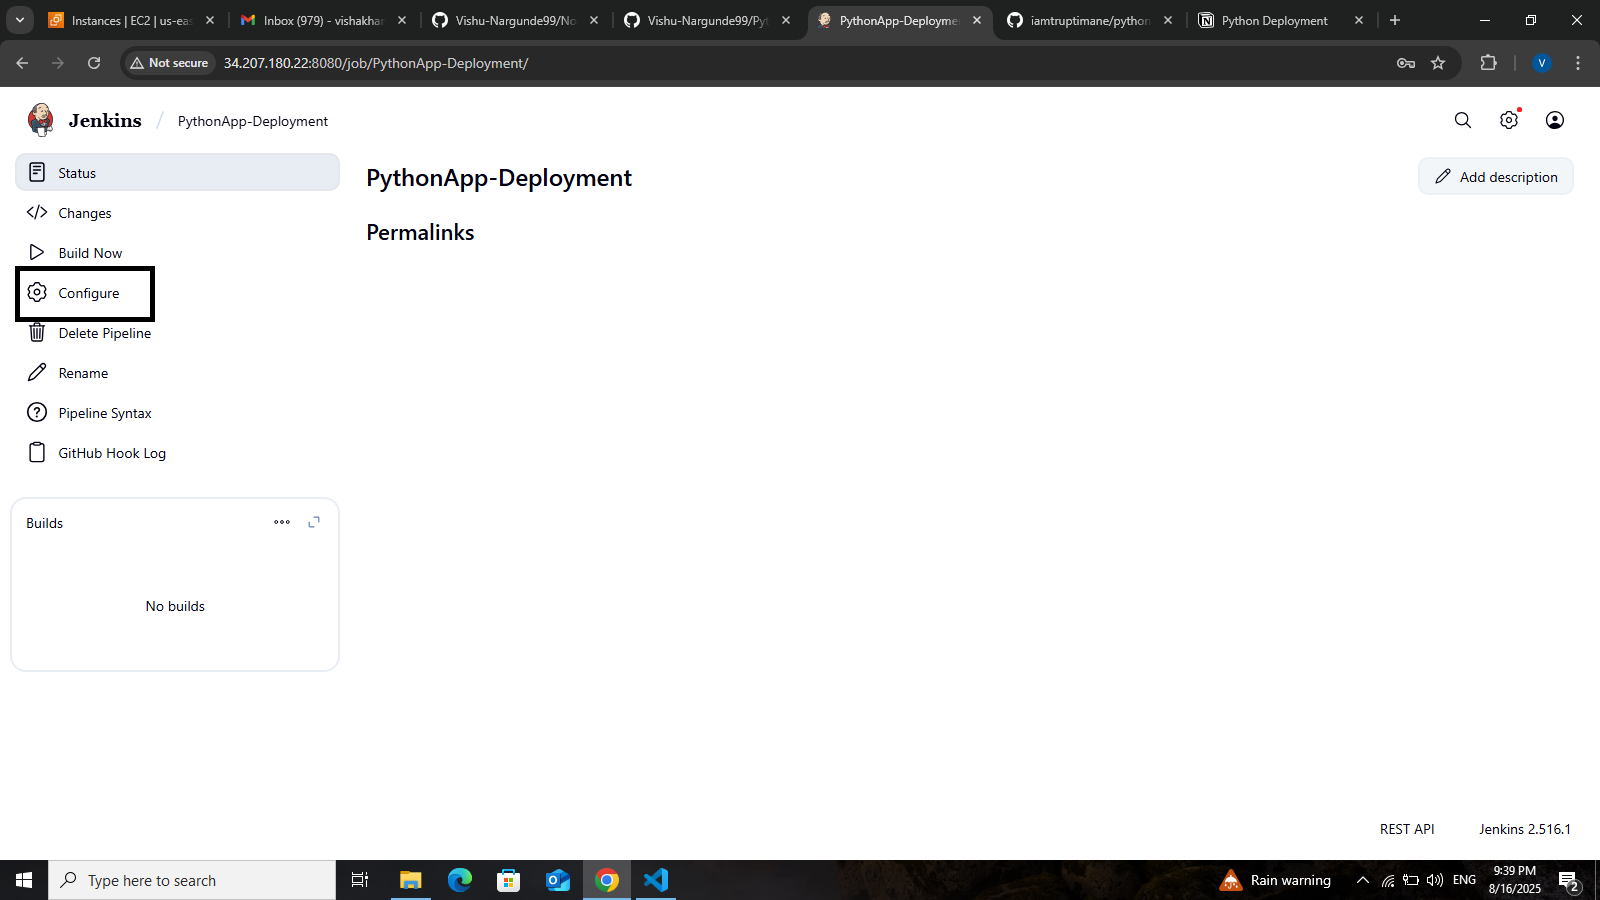 Instances | EC2 | us-eas
Inbox (979) - vishakhar
Vishu-Nargunde99/No
Vishu-Nargunde99/Pyt
PythonApp-Deployme
iamtruptimane/python
Python Deployment
Not secure
34.207.180.22:8080/job/PythonApp-Deployment/
V
Jenkins / PythonApp-Deployment
Status
PythonApp-Deployment
Add description
Changes
Permalinks
Build Now
Configure
Delete Pipeline
Rename
Pipeline Syntax
GitHub Hook Log
Builds
No builds
REST API
Jenkins 2.516.1
Type here to search
Rain warning
ENG
9:39 PM
8/16/2025
2